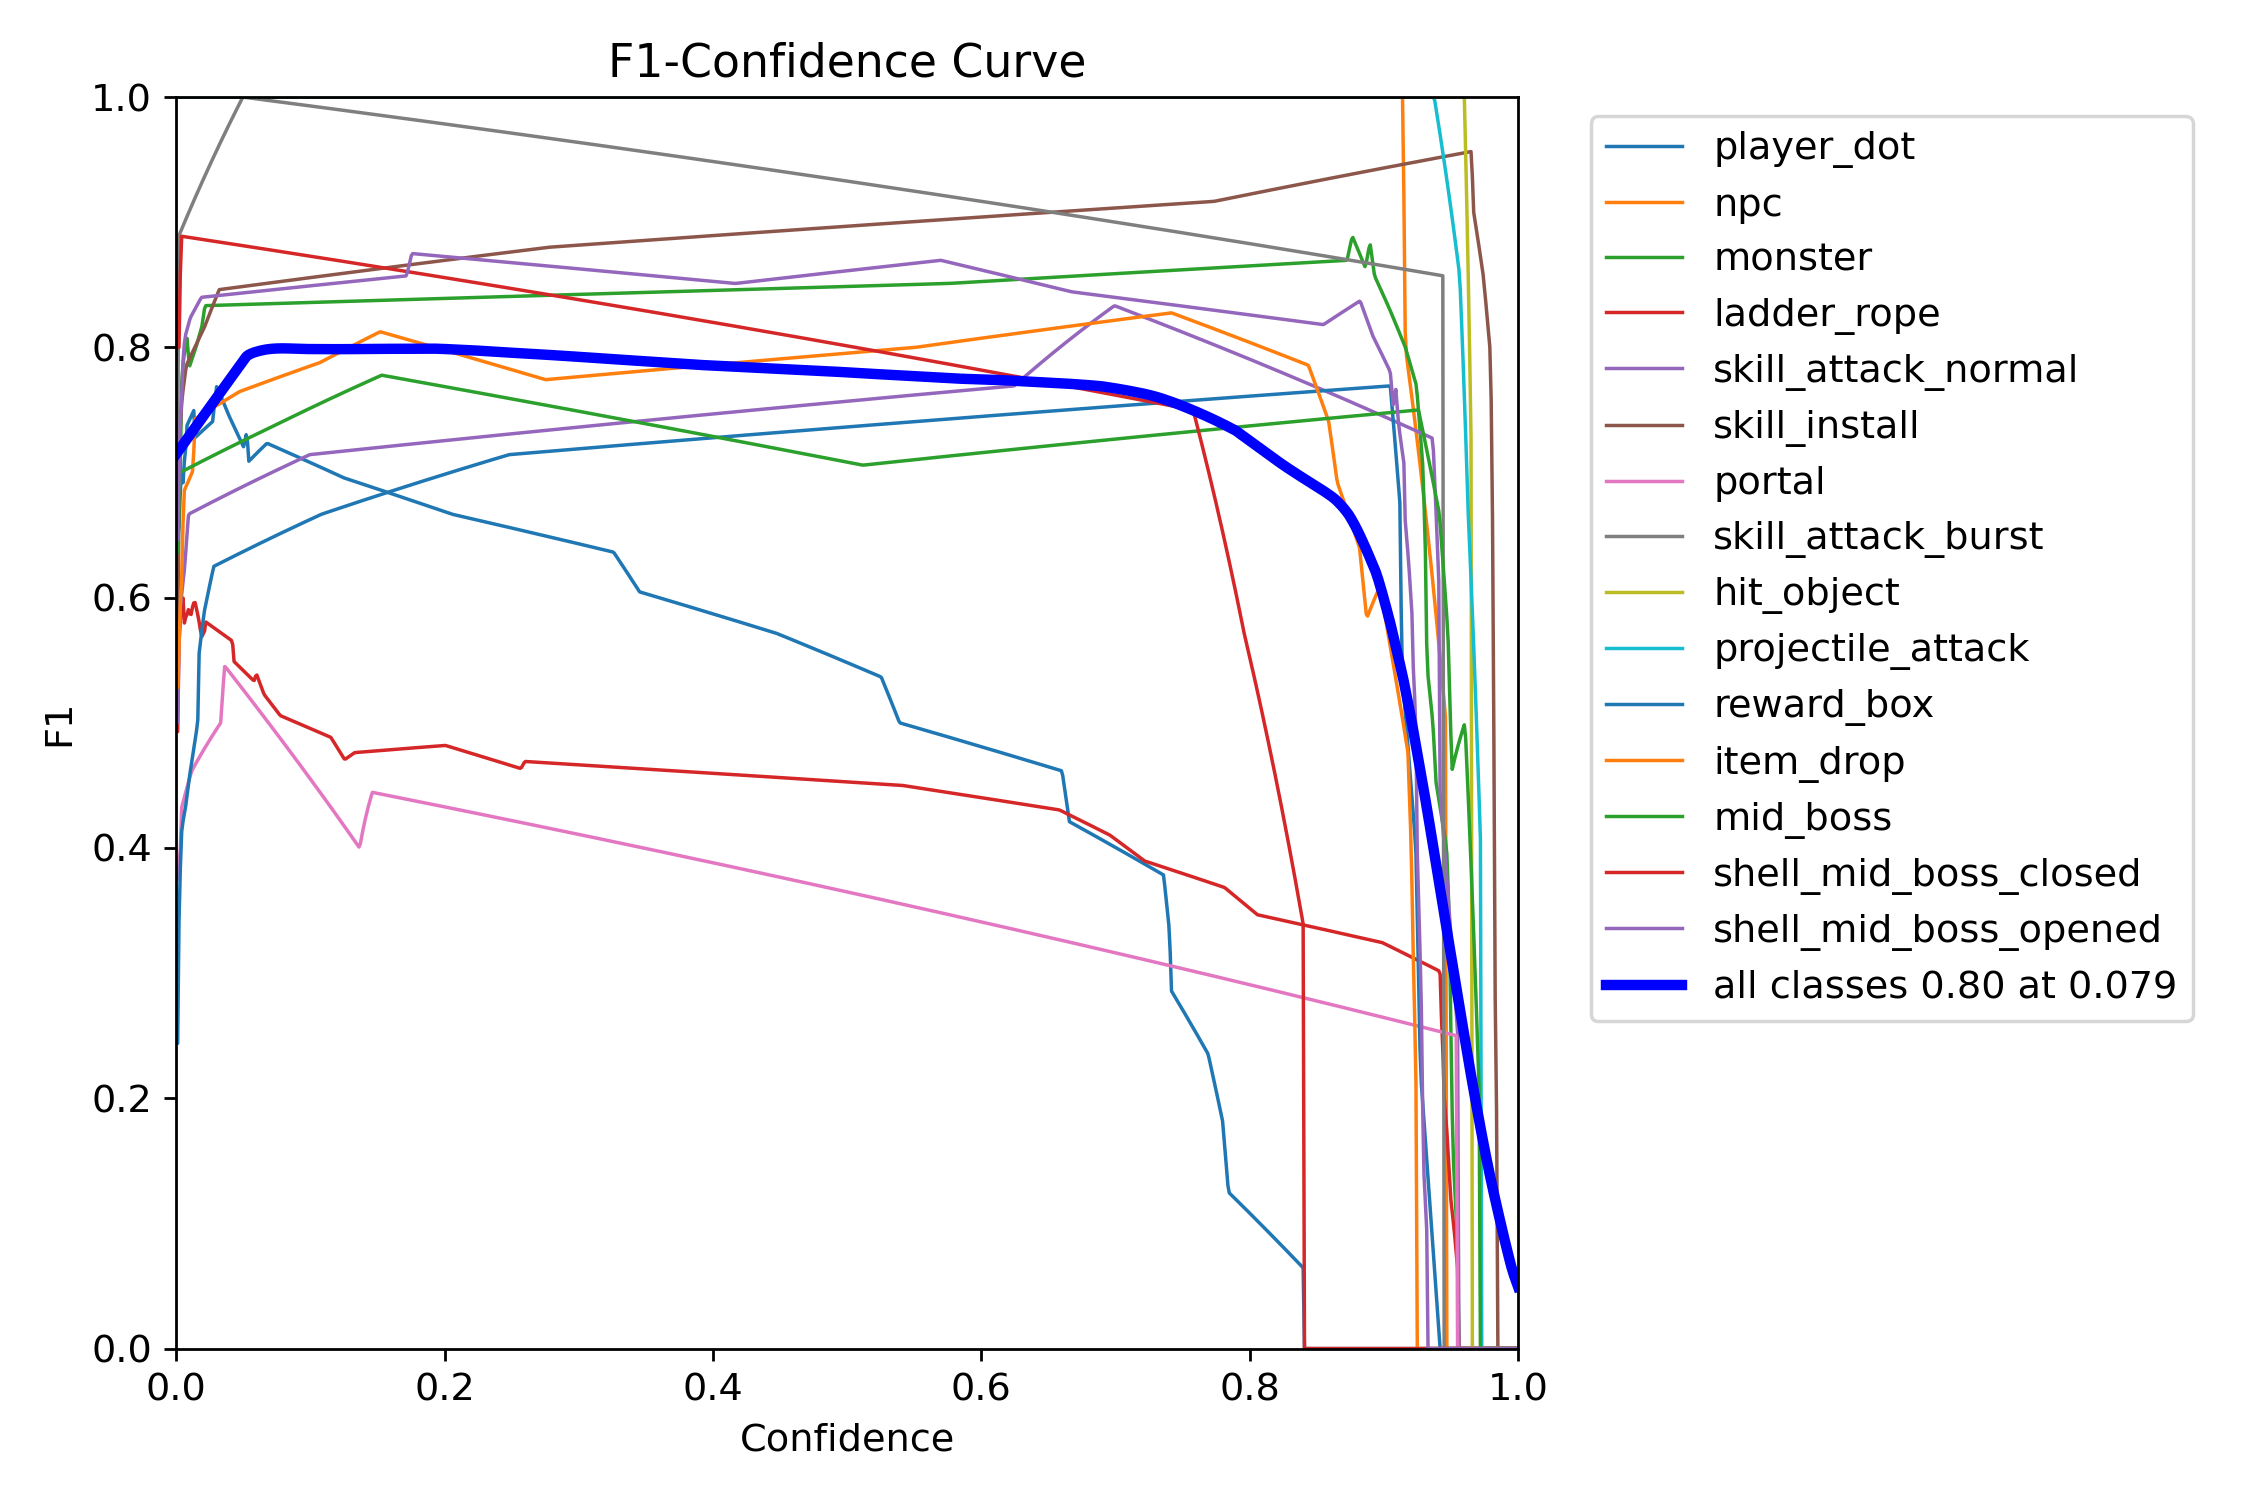 F1-Confidence Curve
1.0
0.8
0.6
0.4
0.2
0.0
F1
0.0 0.2 0.4 0.6 0.8 1.0
Confidence
player_dot
npc
monster
ladder_rope
skill_attack_normal
skill_install
portal
skill_attack_burst
hit_object
projectile_attack
reward_box
item_drop
mid_boss
shell_mid_boss_closed
shell_mid_boss_opened
all classes 0.80 at 0.079